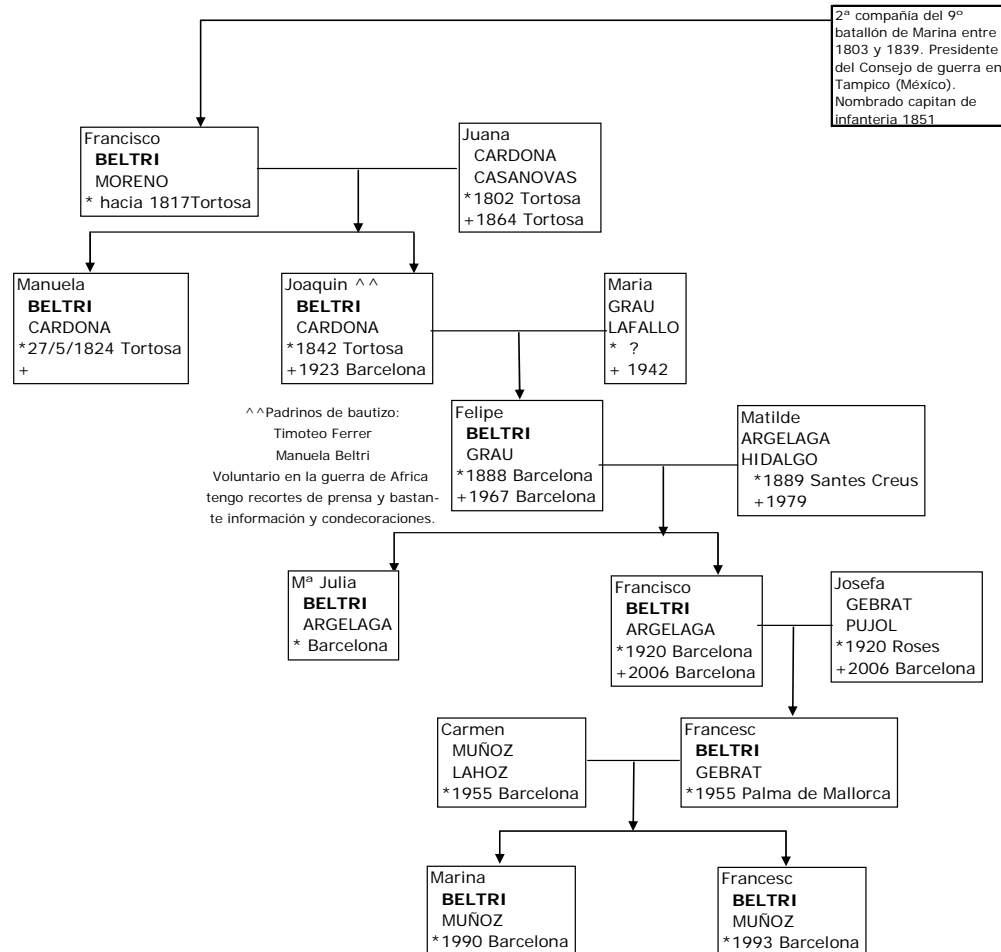 2ª compañía del 9º
batallón de Marina entre
1803 y 1839. Presidente
del Consejo de guerra en
Tampico (México).
Nombrado capitan de
infanteria 1851
Francisco
BELTRI
MORENO
* hacia 1817Tortosa
Juana
CARDONA
CASANOVAS
*1802 Tortosa
+1864 Tortosa
Manuela
BELTRI
CARDONA
*27/5/1824 Tortosa
+
Joaquin ^^
BELTRI
CARDONA
*1842 Tortosa
+1923 Barcelona
Maria
GRAU
LAFALLO
* ?
+ 1942
^^Padrinos de bautizo:
Timoteo Ferrer
Manuela Beltri
Voluntario en la guerra de Africa
tengo recortes de prensa y bastan-
te información y condecoraciones.
Felipe
BELTRI
GRAU
*1888 Barcelona
+1967 Barcelona
Matilde
ARGELAGA
HIDALGO
*1889 Santes Creus
+1979
Mª Julia
BELTRI
ARGELAGA
* Barcelona
Francisco
BELTRI
ARGELAGA
*1920 Barcelona
+2006 Barcelona
Josefa
GEBRAT
PUJOL
*1920 Roses
+2006 Barcelona
Carmen
MUÑOZ
LAHOZ
*1955 Barcelona
Francesc
BELTRI
GEBRAT
*1955 Palma de Mallorca
Marina
BELTRI
MUÑOZ
*1990 Barcelona
Francesc
BELTRI
MUÑOZ
*1993 Barcelona